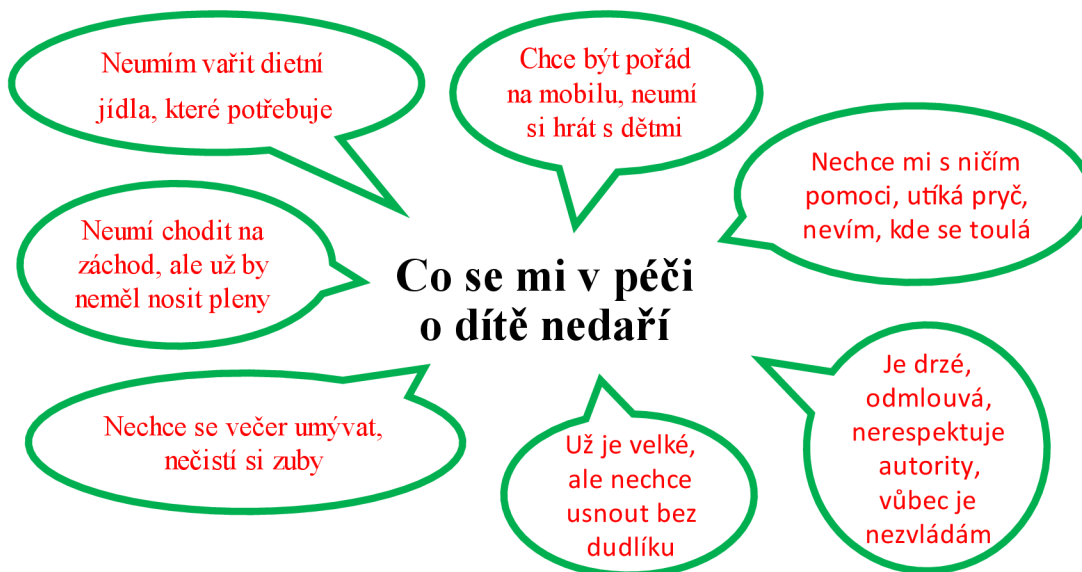 Neumím vařit dietní
jídla, které potřebuje
Chce být pořád
na mobilu, neumí
si hrát s dětmi
Nechce mi s ničím
pomoci, utíká pryč,
nevím, kde se toulá
Neumí chodit na
záchod, ale už by
neměl nosit pleny
Co se mi v péči
o dítě nedaří
Nechce se večer umývat,
nečistí si zuby
Už je velké,
ale nechce
usnout bez
dudlíku
Je drzé,
odmlouvá,
nerespektuje
autority,
vůbec je
nezvládám